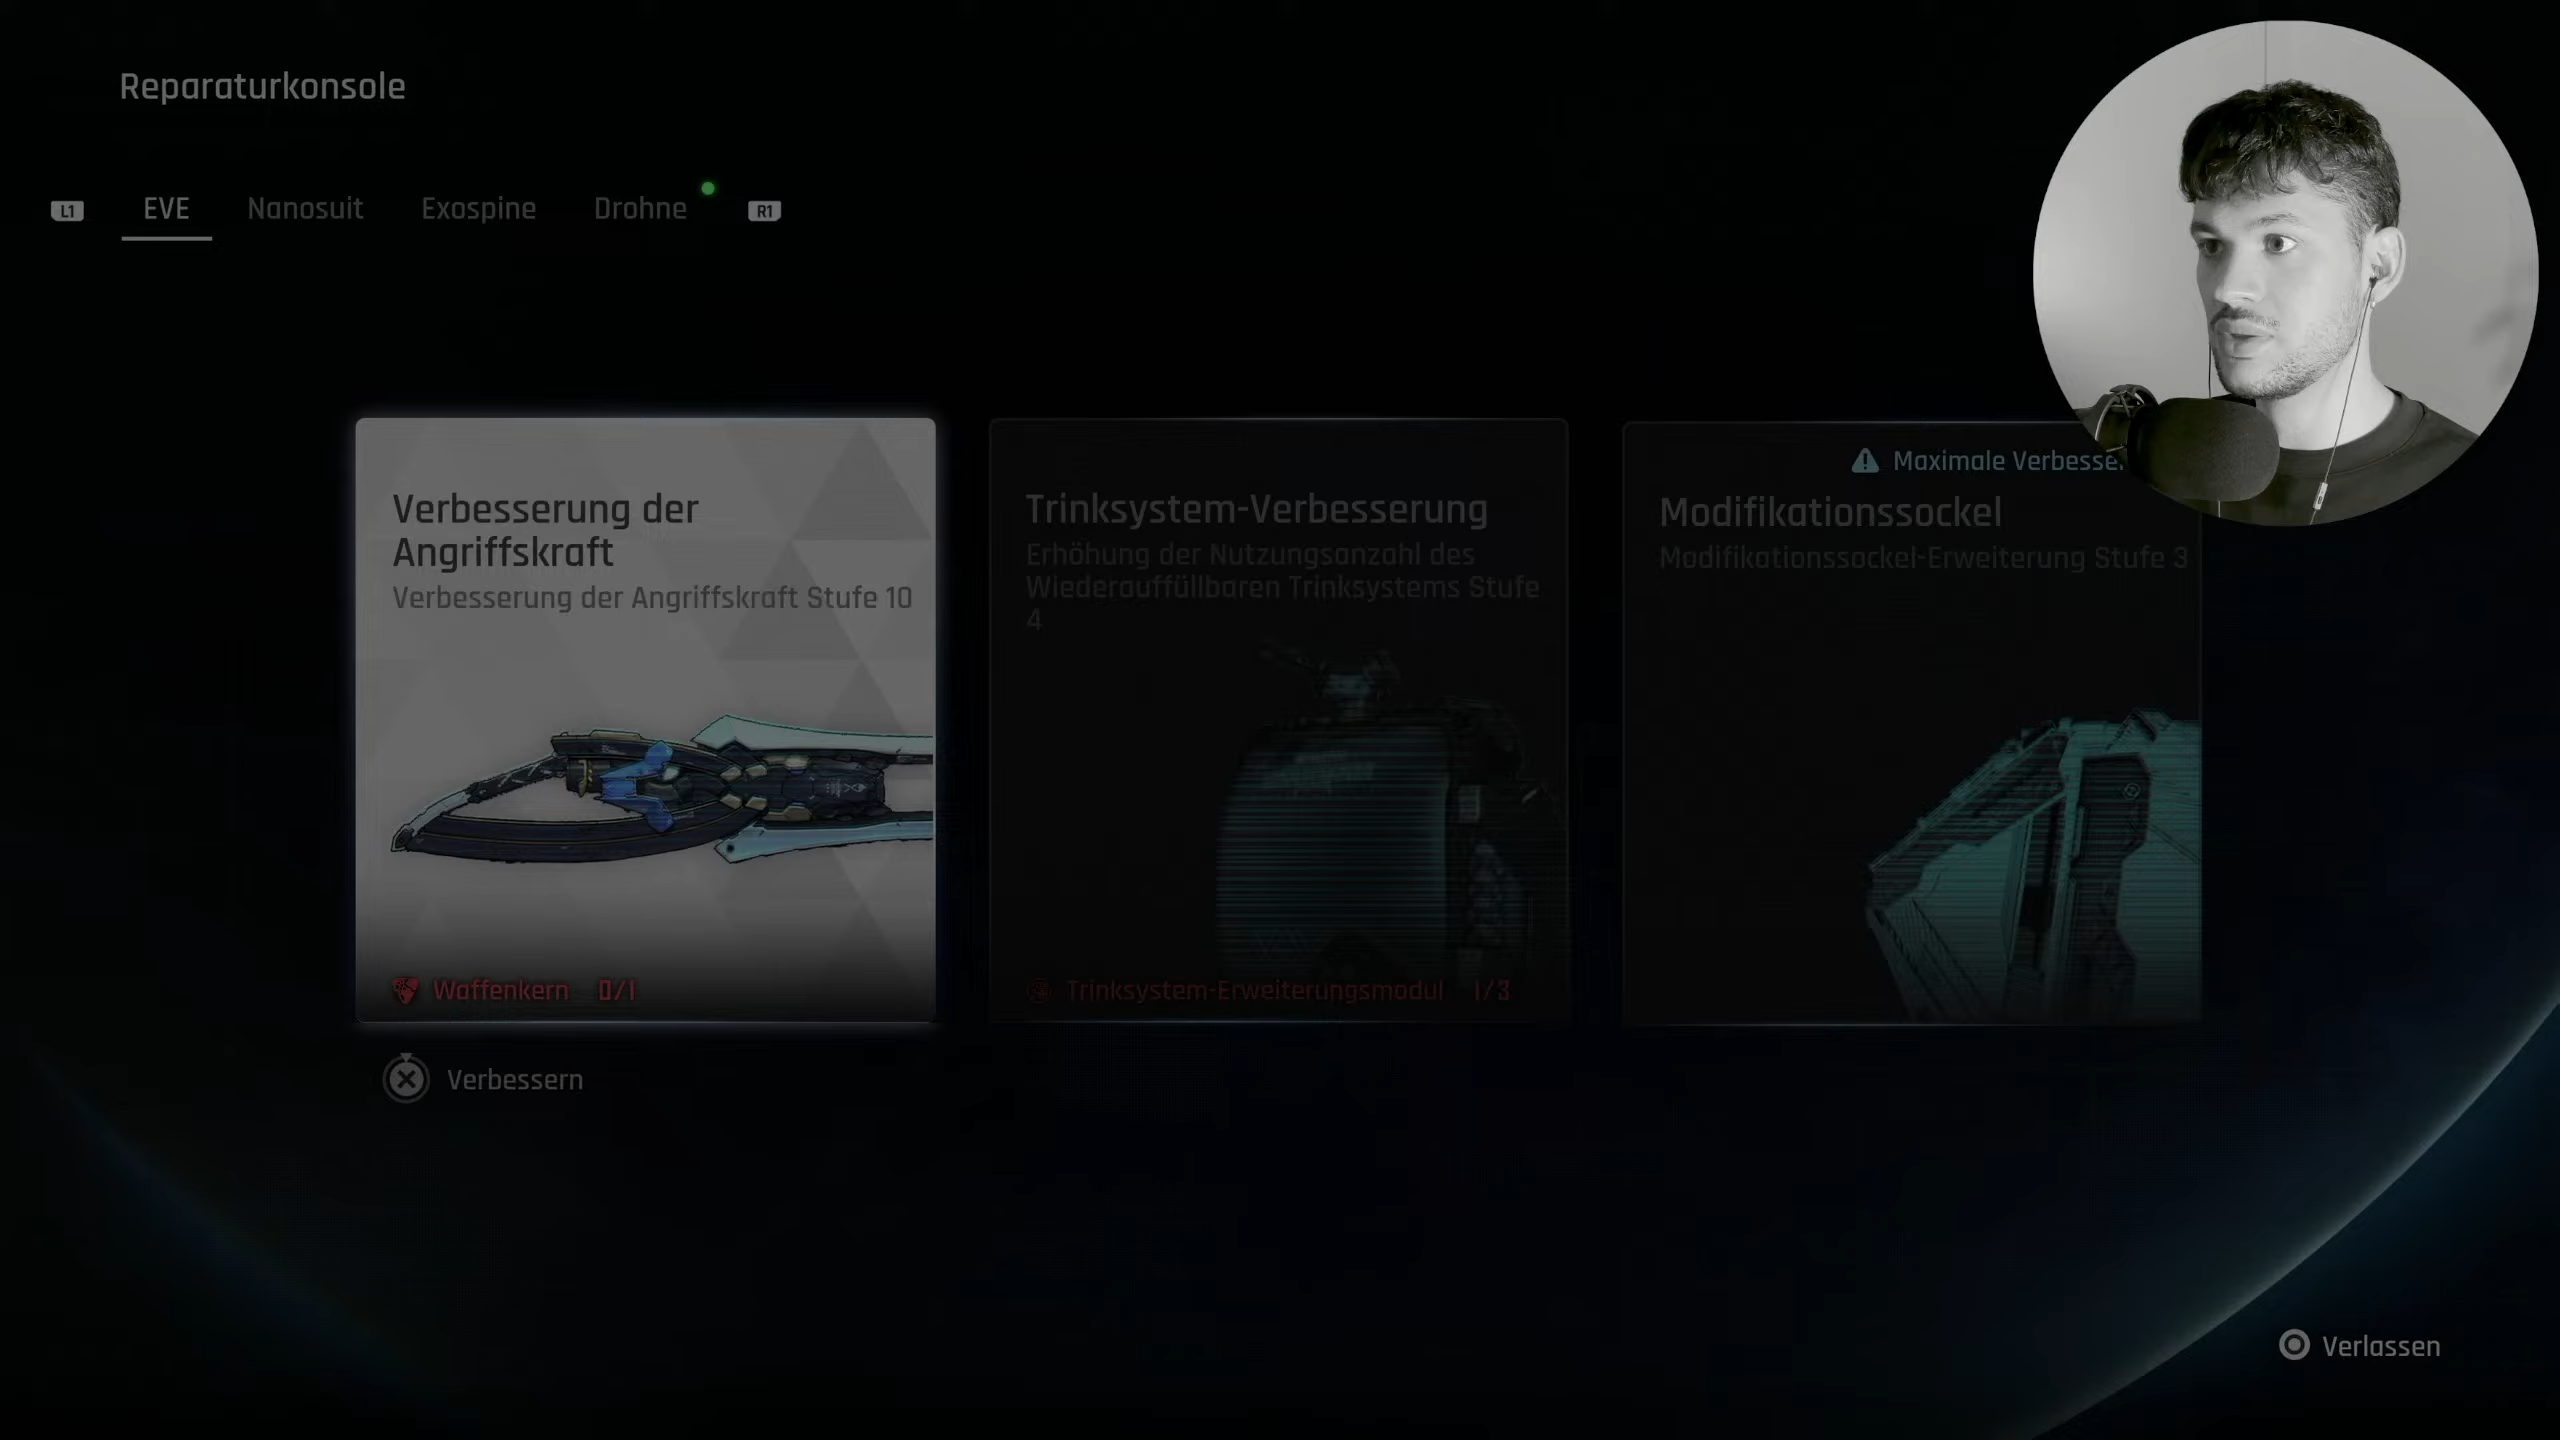 Reparaturkonsole
L1 EVE Nanosuit Exospine Drohne R1
Verbesserung der
Angriffskraft
Verbesserung der Angriffskraft Stufe 10
Waffenkern 0/1
Trinksystem-Verbesserung
Erhöhung der Nutzungsanzahl des
Wiederauffüllbaren Trinksystems Stufe
4
Trinksystem-Erweiterungsmodul 1/3
Maximale Verbesser
Modifikationssockel
Modifikationssockel-Erweiterung Stufe 3
Verbessern
Verlassen